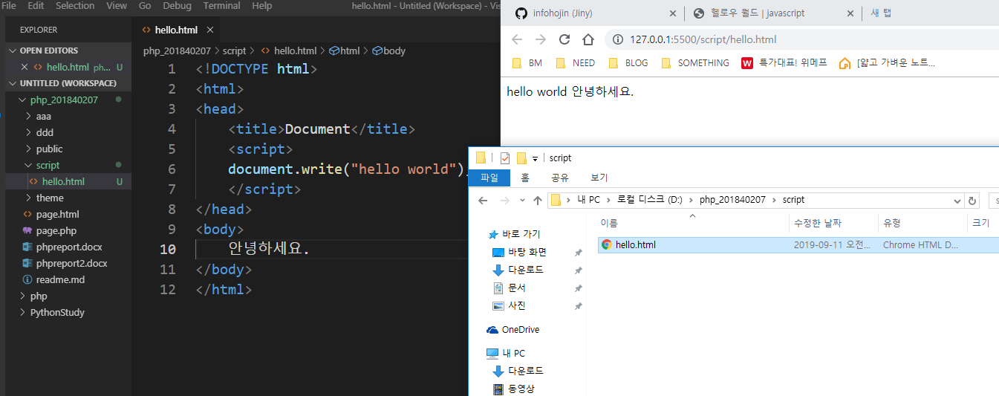 File Edit Selection View Go Debug Terminal Help hello.html - Untitled (Workspace) - Vis
EXPLORER
OPEN EDITORS
hello.html ph... U
UNTITLED (WORKSPACE)
php_201840207
aaa
ddd
public
script
hello.html U
theme
page.html
page.php
phpreport.docx
phpreport2.docx
readme.md
php
PythonStudy
hello.html
php_201840207 > script > hello.html > html > body
1 <!DOCTYPE html>
2 <html>
3 <head>
4 <title>Document</title>
5 <script>
6 document.write("hello world");
7 </script>
8 </head>
9 <body>
10 안녕하세요.
11 </body>
12 </html>
infohojin (Jiny)
헬로우 월드 | javascript
새 탭
127.0.0.1:5500/script/hello.html
BM NEED BLOG SOMETHING 특가대표! 위메프 [얇고 가벼운 노트...
hello world 안녕하세요.
script
파일 홈 공유 보기
내 PC > 로컬 디스크 (D:) > php_201840207 > script
이름 수정한 날짜 유형 크기
hello.html 2019-09-11 오전... Chrome HTML D...
바로 가기
바탕 화면
다운로드
문서
사진
OneDrive
내 PC
다운로드
동영상